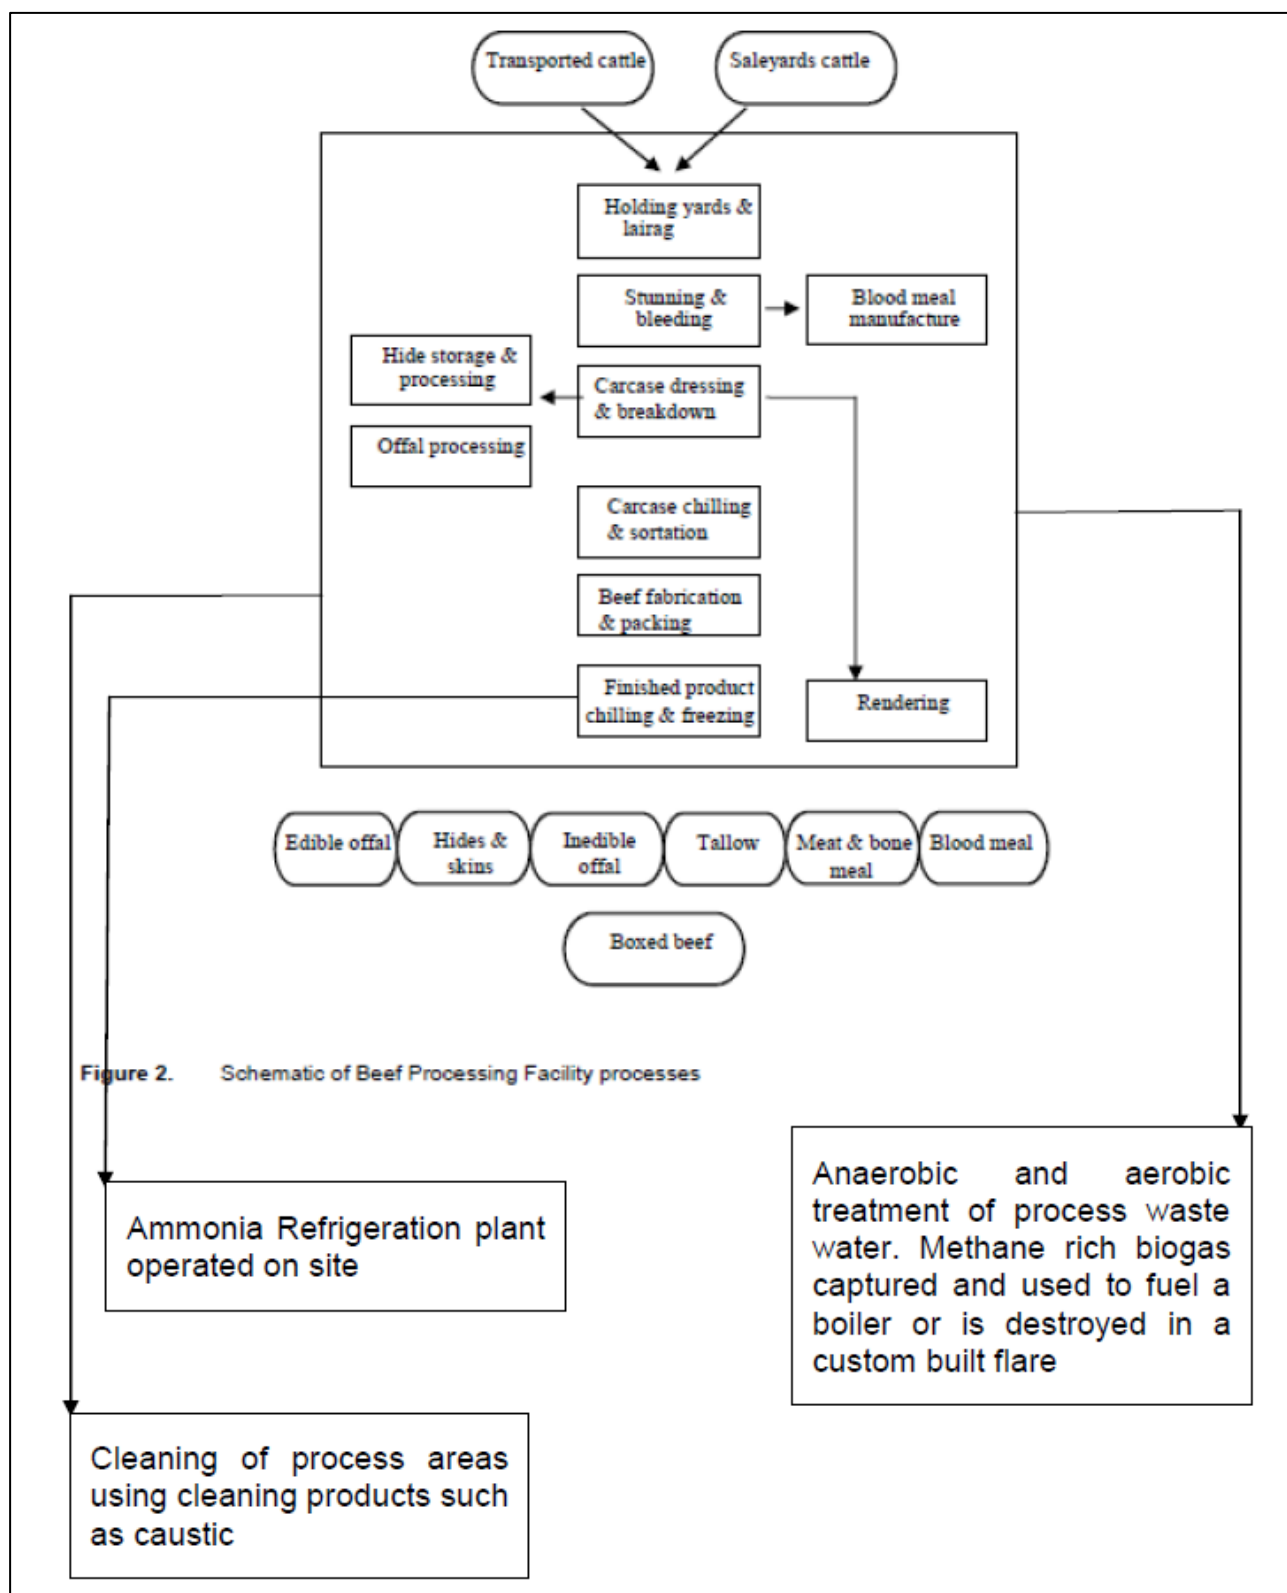 Transported cattle
Saleyards cattle
Holding yards &
lairag
Stunning &
bleeding
Blood meal
manufacture
Hide storage &
processing
Carcase dressing
& breakdown
Offal processing
Carcase chilling
& sortation
Beef fabrication
& packing
Finished product
chilling & freezing
Rendering
Edible offal
Hides &
skins
Inedible
offal
Tallow
Meat & bone
meal
Blood meal
Boxed beef
Figure 2. Schematic of Beef Processing Facility processes
Ammonia Refrigeration plant
operated on site
Anaerobic and aerobic
treatment of process waste
water. Methane rich biogas
captured and used to fuel a
boiler or is destroyed in a
custom built flare
Cleaning of process areas
using cleaning products such
as caustic